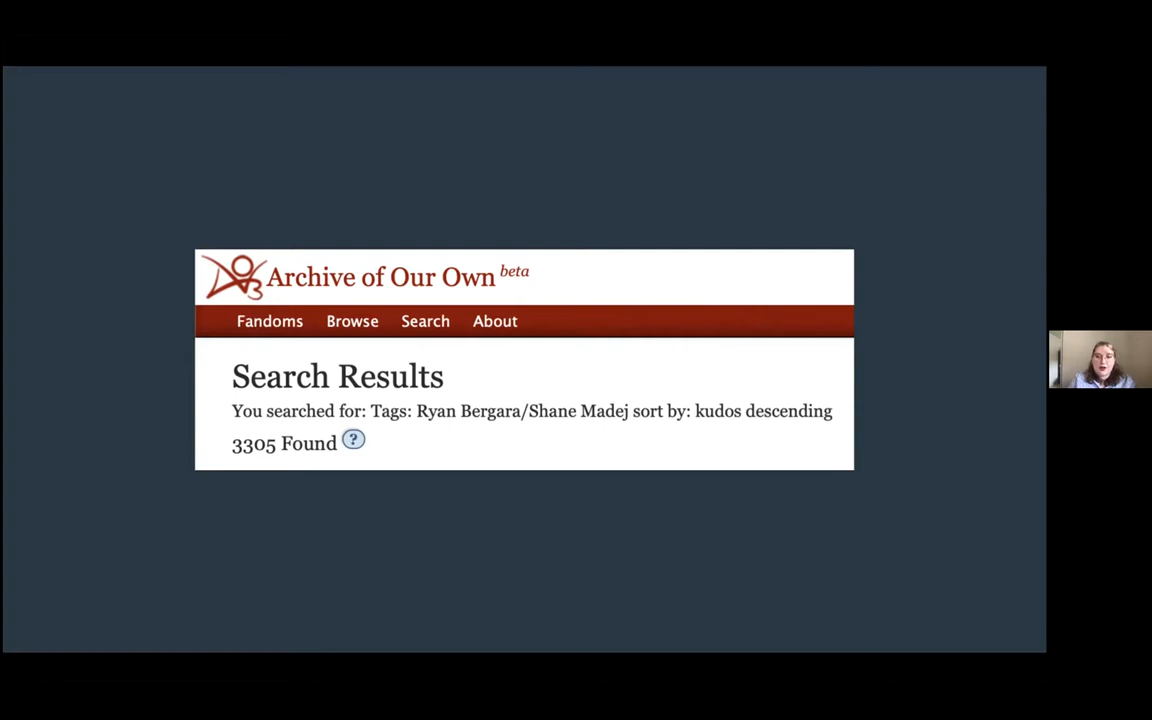 Archive of Our Own beta
Fandoms Browse Search About
Search Results
You searched for: Tags: Ryan Bergara/Shane Madej sort by: kudos descending
3305 Found ?